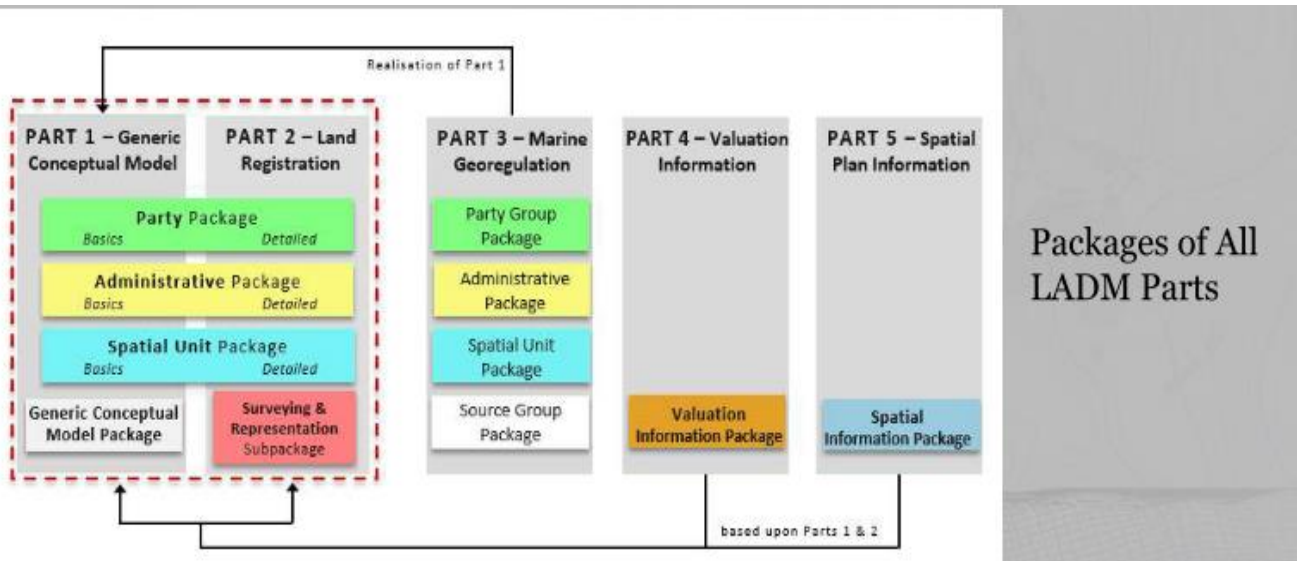 Realisation of Part 1
PART 1 – Generic
Conceptual Model
PART 2 – Land
Registration
PART 3 – Marine
Georegulation
PART 4 – Valuation
Information
PART 5 – Spatial
Plan Information
Party Package
Basics
Detailed
Administrative Package
Basics
Detailed
Spatial Unit Package
Basics
Detailed
Generic Conceptual
Model Package
Surveying &
Representation
Subpackage
Party Group
Package
Administrative
Package
Spatial Unit
Package
Source Group
Package
Valuation
Information Package
Spatial
Information Package
based upon Parts 1 & 2
Packages of All
LADM Parts